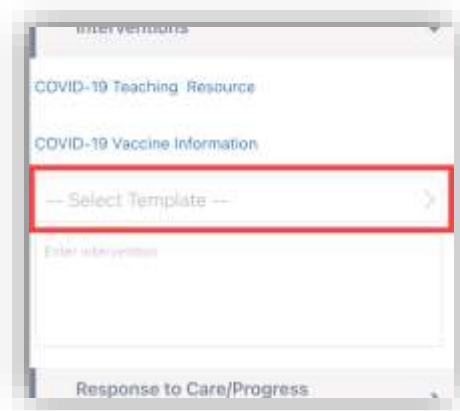 Interventions
COVID-19 Teaching Resource
COVID-19 Vaccine Information
-- Select Template --
Enter intervention
Response to Care/Progress